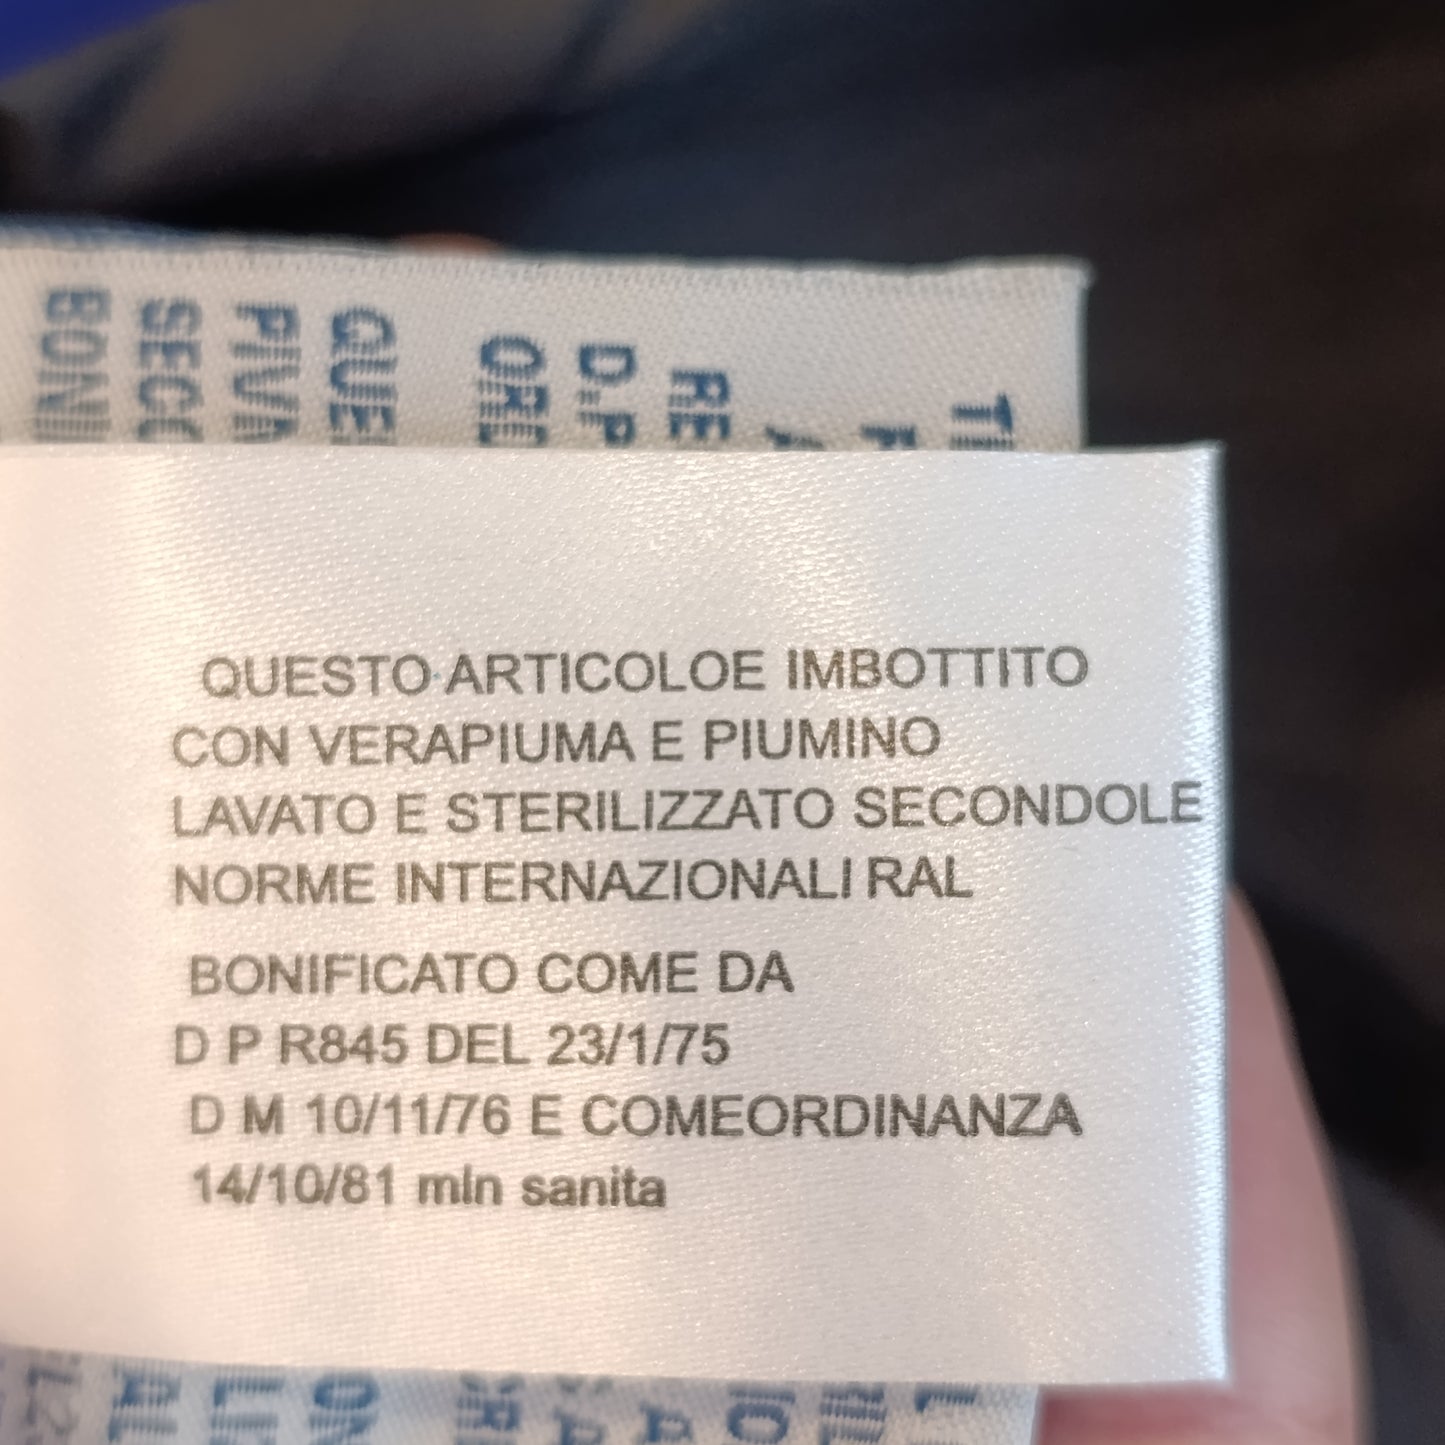 QUESTO ARTICOLOE IMBOTTITO
CON VERAPIUMA E PIUMINO
LAVATO E STERILIZZATO SECONDOLE
NORME INTERNAZIONALI RAL
BONIFICATO COME DA
D P R845 DEL 23/1/75
D M 10/11/76 E COMEORDINANZA
14/10/81 mln sanita